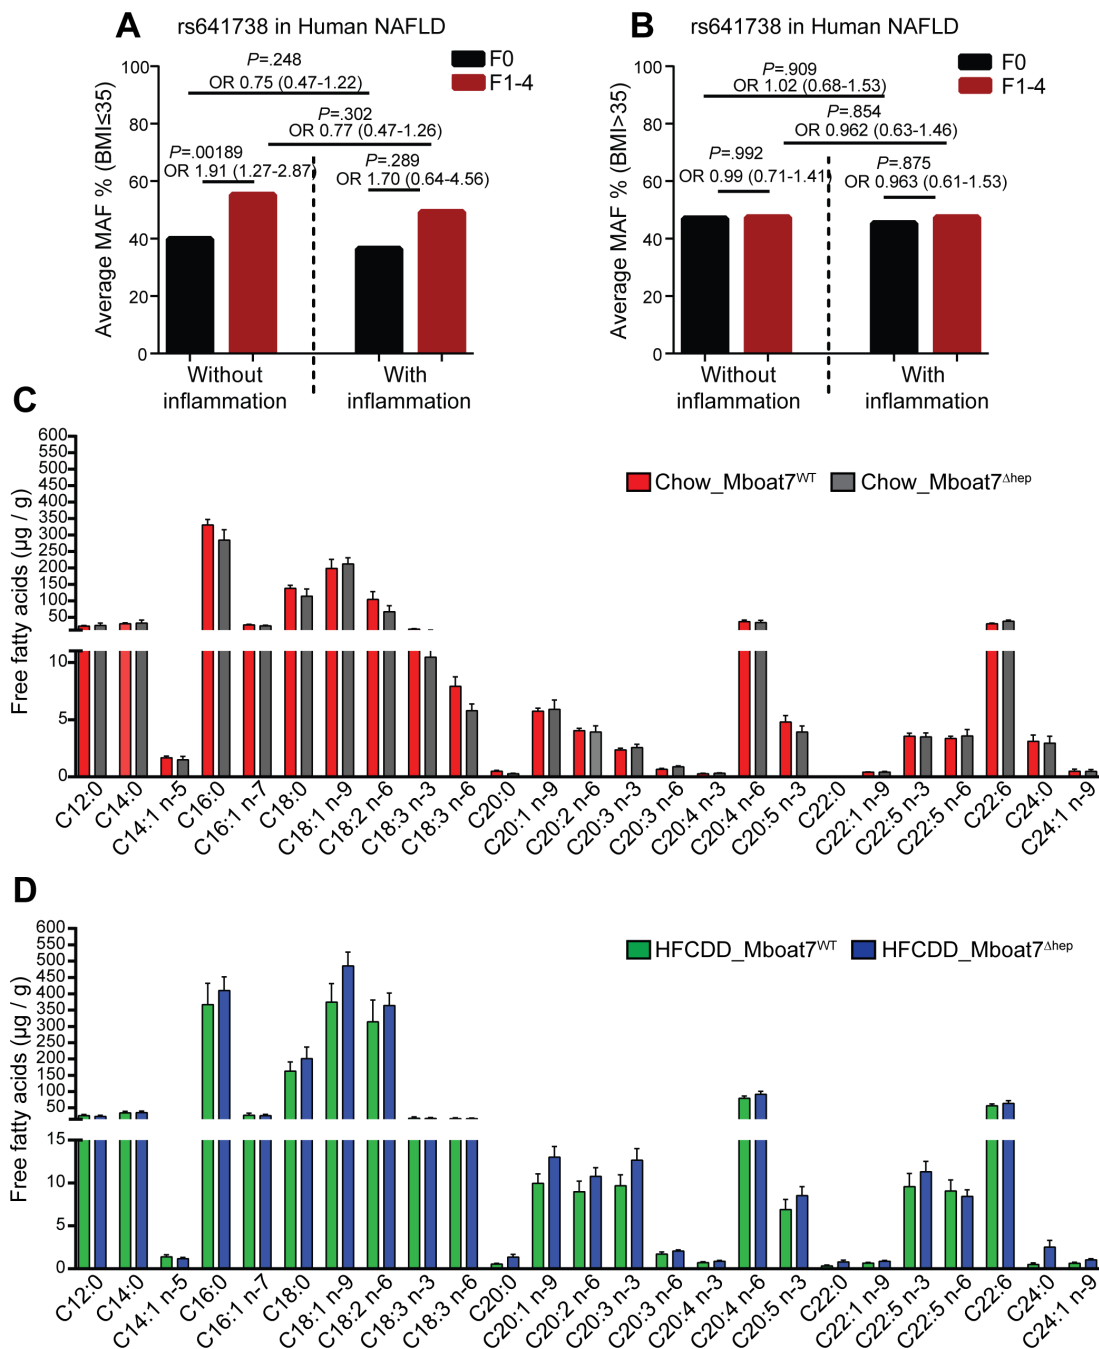 A
rs641738 in Human NAFLD
F0
F1-4
P=.248
OR 0.75 (0.47-1.22)
P=.302
OR 0.77 (0.47-1.26)
P=.00189
OR 1.91 (1.27-2.87)
P=.289
OR 1.70 (0.64-4.56)
Average MAF % (BMI≤35)
100
80
60
40
20
0
Without inflammation
With inflammation
B
rs641738 in Human NAFLD
F0
F1-4
P=.909
OR 1.02 (0.68-1.53)
P=.854
OR 0.962 (0.63-1.46)
P=.992
OR 0.99 (0.71-1.41)
P=.875
OR 0.963 (0.61-1.53)
Average MAF % (BMI>35)
100
80
60
40
20
0
Without inflammation
With inflammation
C
Chow_Mboat7WT
Chow_Mboat7Δhep
Free fatty acids (µg / g)
600
550
500
450
400
350
300
250
200
150
100
50
10
5
0
C12:0
C14:0
C14:1 n-5
C16:0
C16:1 n-7
C18:0
C18:1 n-9
C18:2 n-6
C18:3 n-3
C18:3 n-6
C20:0
C20:1 n-9
C20:2 n-6
C20:3 n-3
C20:3 n-6
C20:4 n-3
C20:4 n-6
C20:5 n-3
C22:0
C22:1 n-9
C22:5 n-3
C22:5 n-6
C22:6
C24:0
C24:1 n-9
D
HFCDD_Mboat7WT
HFCDD_Mboat7Δhep
Free fatty acids (µg / g)
600
550
500
450
400
350
300
250
200
150
100
50
15
10
5
0
C12:0
C14:0
C14:1 n-5
C16:0
C16:1 n-7
C18:0
C18:1 n-9
C18:2 n-6
C18:3 n-3
C18:3 n-6
C20:0
C20:1 n-9
C20:2 n-6
C20:3 n-3
C20:3 n-6
C20:4 n-3
C20:4 n-6
C20:5 n-3
C22:0
C22:1 n-9
C22:5 n-3
C22:5 n-6
C22:6
C24:0
C24:1 n-9